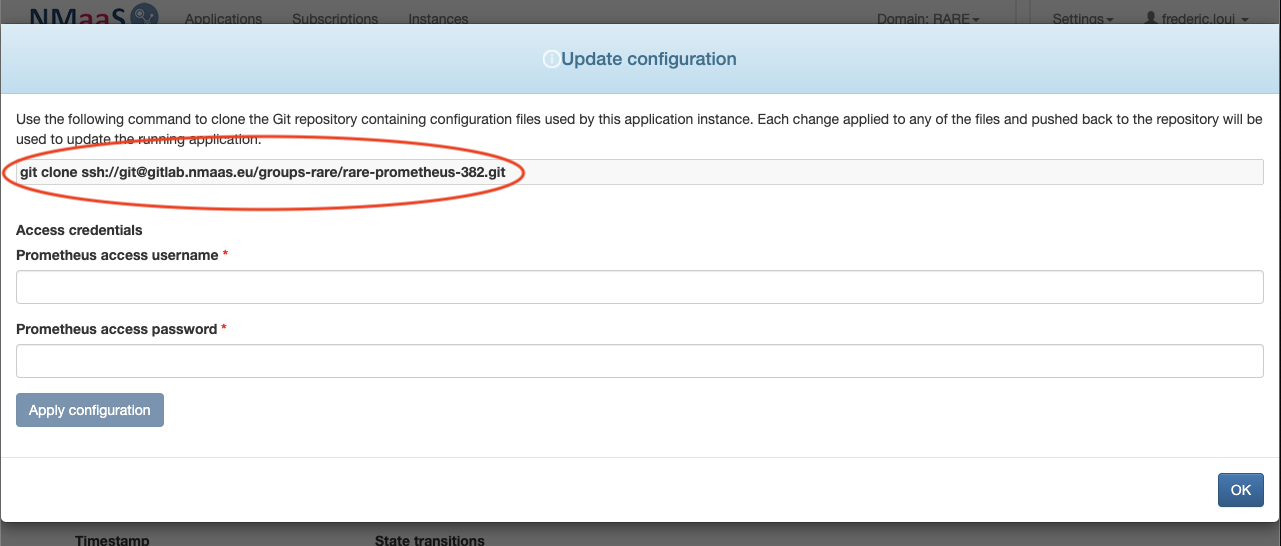 NMaaS Applications Subscriptions Instances Domain: RARE Settings frederic.loui
Update configuration
Use the following command to clone the Git repository containing configuration files used by this application instance. Each change applied to any of the files and pushed back to the repository will be
used to update the running application.
git clone ssh://git@gitlab.nmaas.eu/groups-rare/rare-prometheus-382.git
Access credentials
Prometheus access username *
Prometheus access password *
Apply configuration
OK
Timestamp State transitions